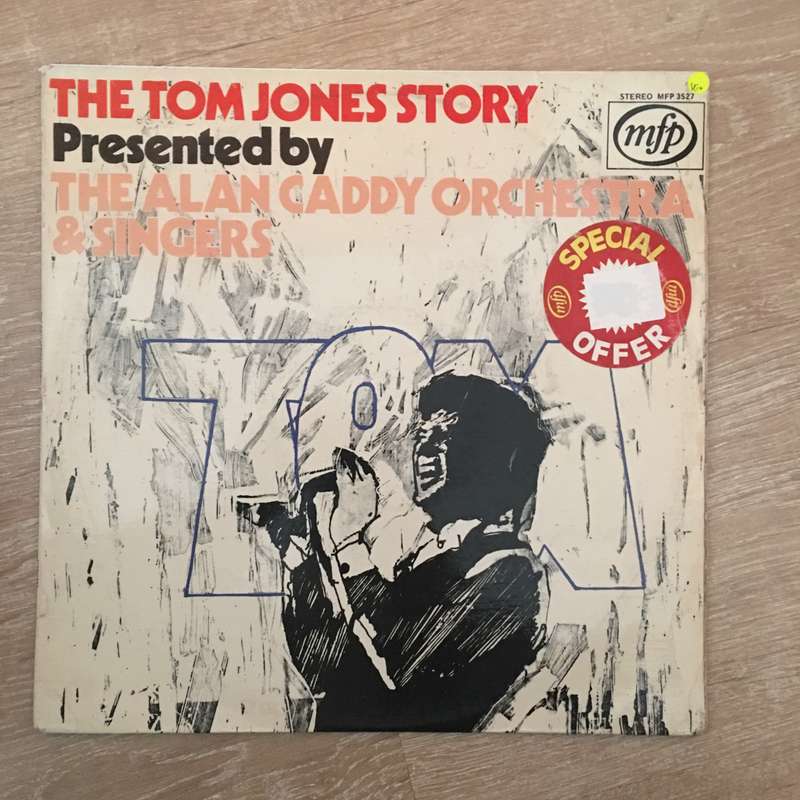 THE TOM JONES STORY
Presented by
THE ALAN CADDY ORCHESTRA
& SINGERS
STEREO MFP 3527
mfp
SPECIAL
mfp mfp
OFFER
TOM